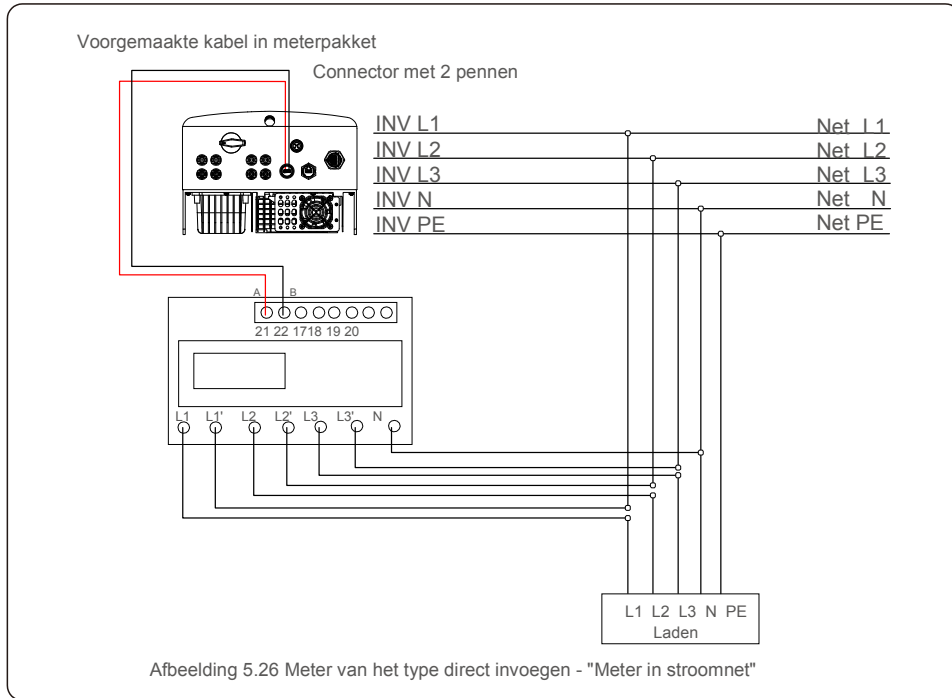 Voorgemaakte kabel in meterpakket
Connector met 2 pennen
INV L1 Net L1
INV L2 Net L2
INV L3 Net L3
INV N Net N
INV PE Net PE
A B
21 22 1718 19 20
L1 L1' L2 L2' L3 L3' N
L1 L2 L3 N PE
Laden
Afbeelding 5.26 Meter van het type direct invoegen - "Meter in stroomnet"